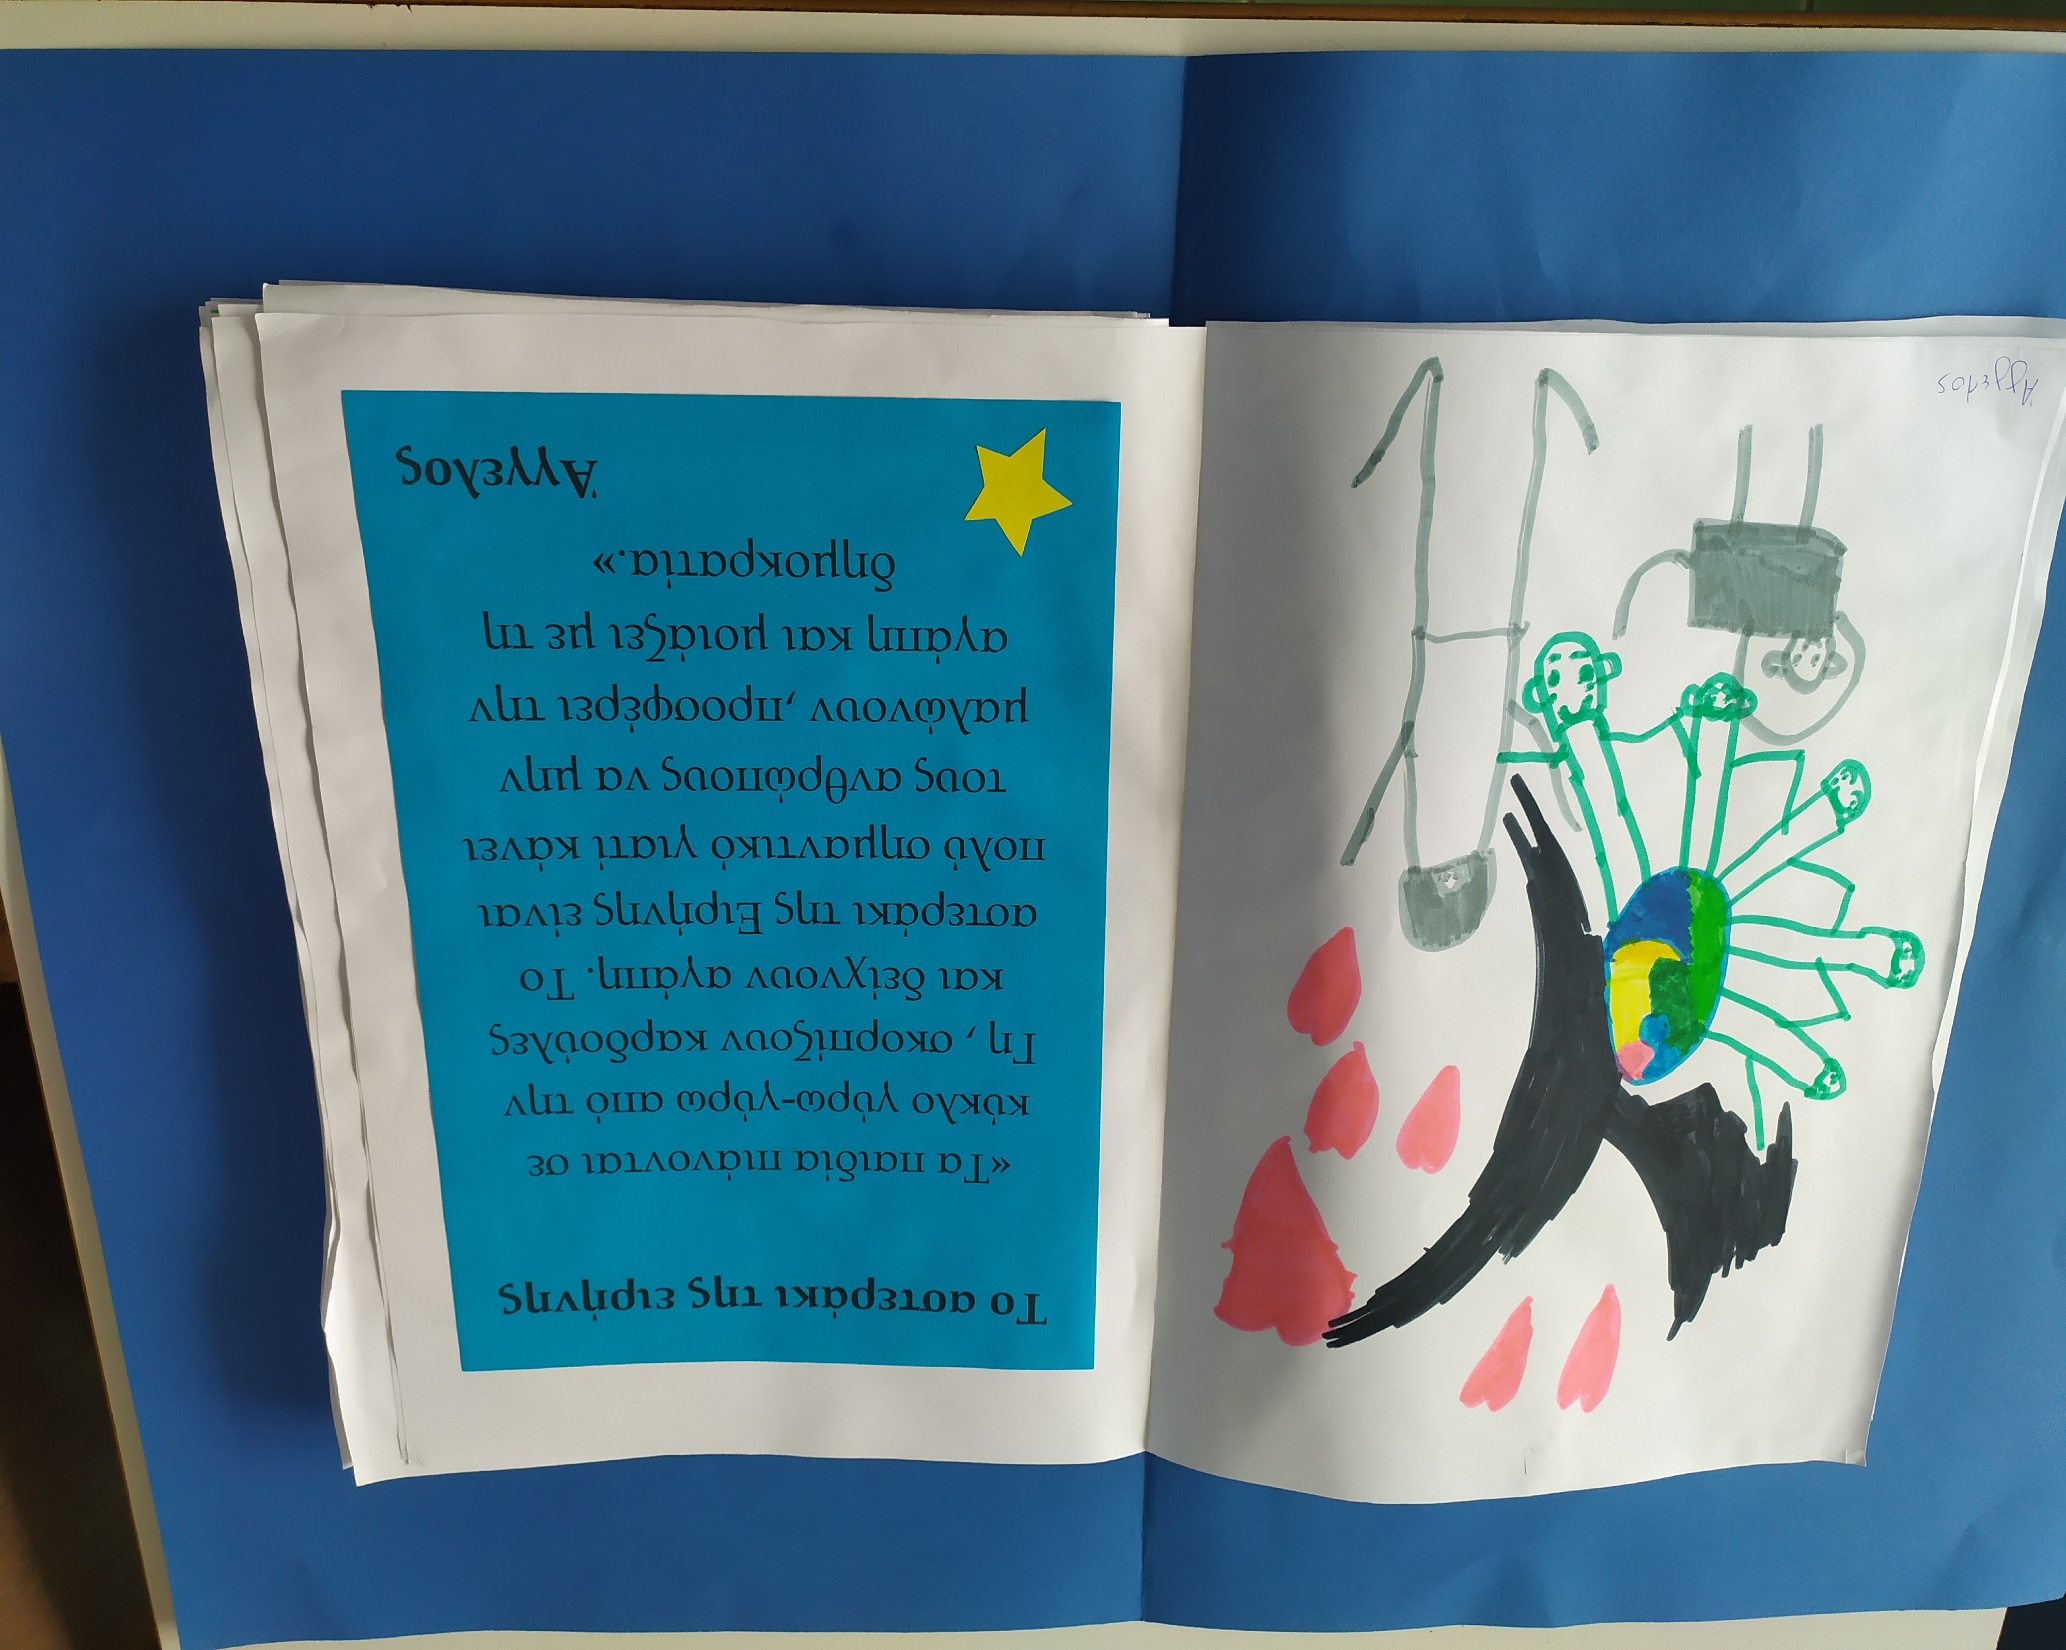 Το αστεράκι της ειρήνης
«Τα παιδιά πιάνονται σε
κύκλο γύρω-γύρω από την
Γη , σκορπίζουν καρδούλες
και δείχνουν αγάπη. Το
αστεράκι της Ειρήνης είναι
πολύ σημαντικό γιατί κάνει
τους ανθρώπους να μην
μαλώνουν ,προσφέρει την
αγάπη και μοιάζει με τη
δημοκρατία.»
Άγγελος
Άγγελος